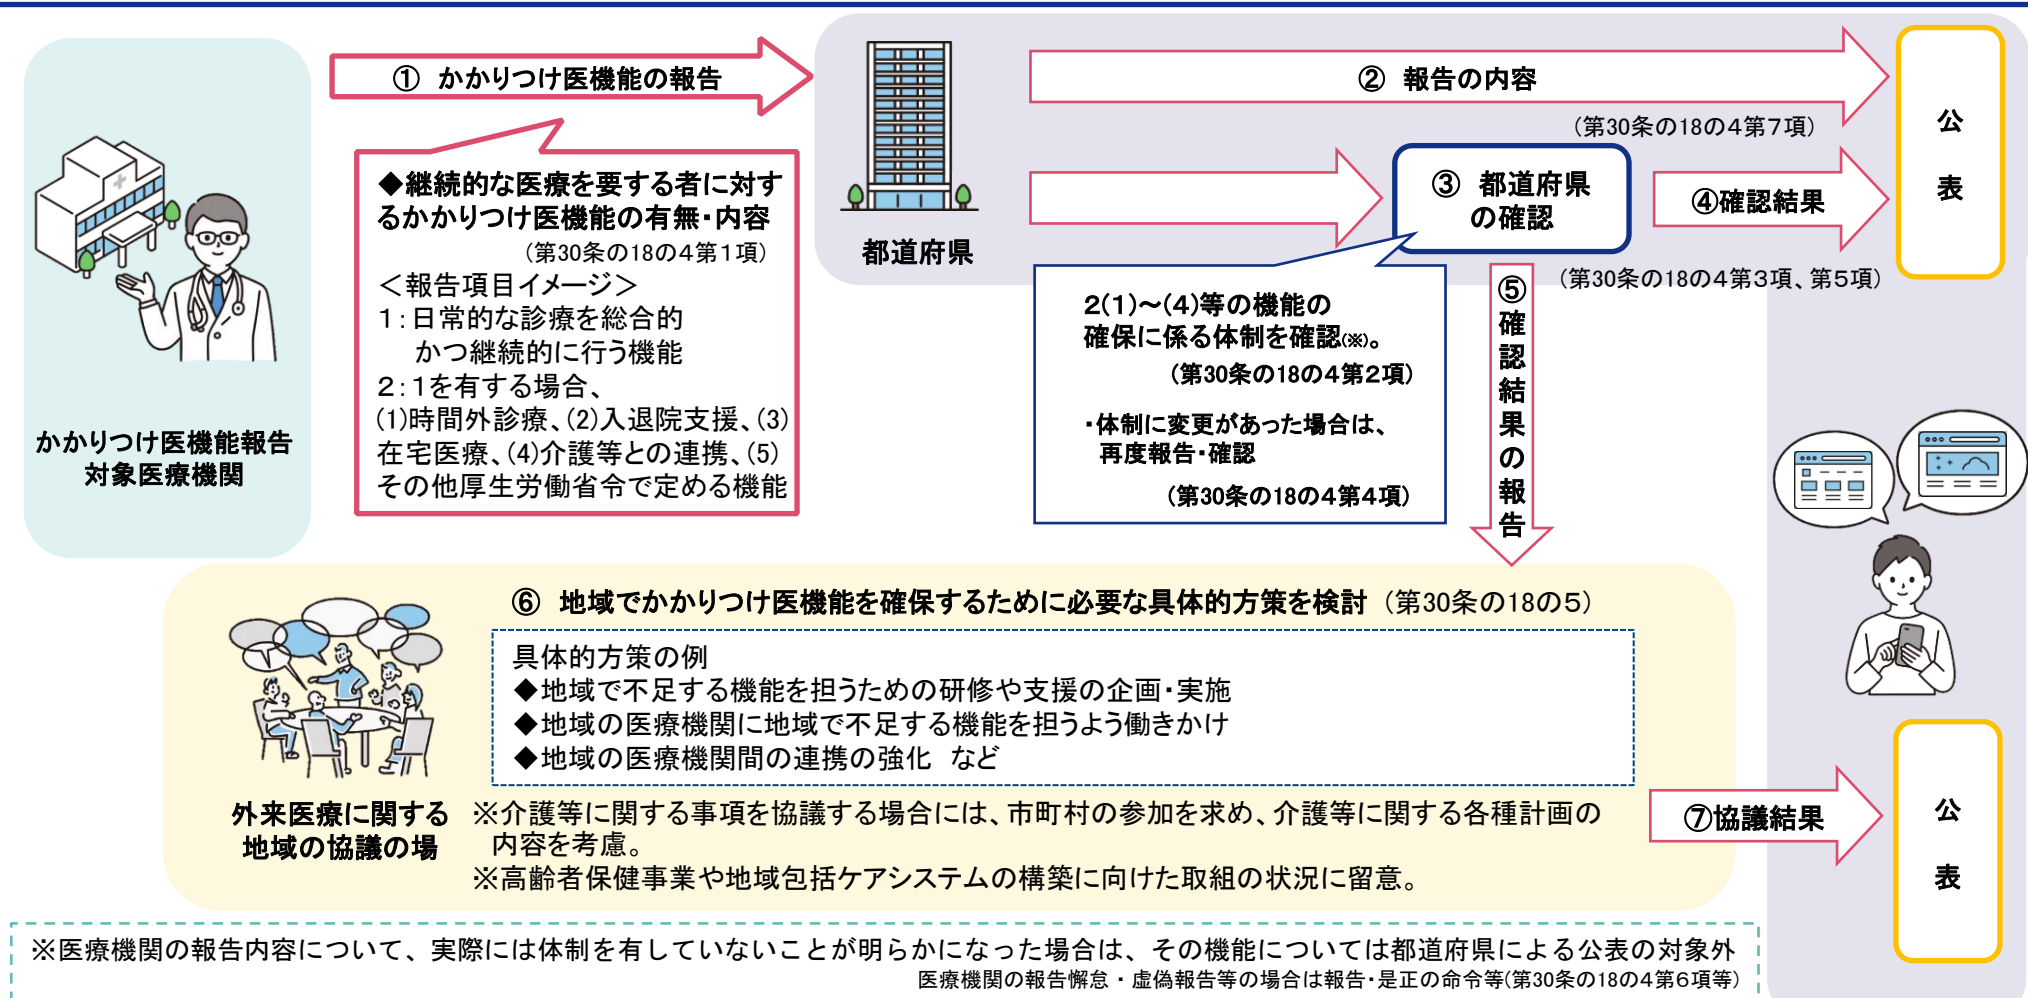 ① かかりつけ医機能の報告
② 報告の内容
(第30条の18の4第7項)
公
表
◆継続的な医療を要する者に対す
るかかりつけ医機能の有無・内容
(第30条の18の4第1項)
＜報告項目イメージ＞
1：日常的な診療を総合的
かつ継続的に行う機能
2：1を有する場合、
(1)時間外診療、(2)入退院支援、(3)
在宅医療、(4)介護等との連携、(5)
その他厚生労働省令で定める機能
かかりつけ医機能報告
対象医療機関
都道府県
③ 都道府県
の確認
④確認結果
(第30条の18の4第3項、第5項)
2(1)～(4)等の機能の
確保に係る体制を確認(※)。
(第30条の18の4第2項)
・体制に変更があった場合は、
再度報告・確認
(第30条の18の4第4項)
⑤確認結果の報告
⑥ 地域でかかりつけ医機能を確保するために必要な具体的方策を検討 (第30条の18の5)
具体的方策の例
◆地域で不足する機能を担うための研修や支援の企画・実施
◆地域の医療機関に地域で不足する機能を担うよう働きかけ
◆地域の医療機関間の連携の強化 など
外来医療に関する
地域の協議の場
※介護等に関する事項を協議する場合には、市町村の参加を求め、介護等に関する各種計画の
内容を考慮。
※高齢者保健事業や地域包括ケアシステムの構築に向けた取組の状況に留意。
⑦協議結果
公
表
※医療機関の報告内容について、実際には体制を有していないことが明らかになった場合は、その機能については都道府県による公表の対象外
医療機関の報告懈怠・虚偽報告等の場合は報告・是正の命令等(第30条の18の4第6項等)